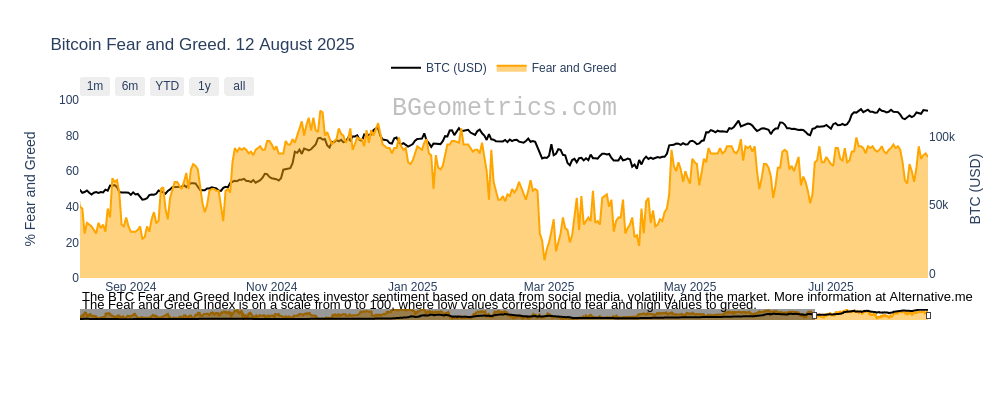 Bitcoin Fear and Greed. 12 August 2025
BTC (USD) Fear and Greed
1m 6m YTD 1y all
BGeometrics.com
100
80
60
40
20
0
% Fear and Greed
100k
50k
0
BTC (USD)
Sep 2024 Nov 2024 Jan 2025 Mar 2025 May 2025 Jul 2025
The BTC Fear and Greed Index indicates investor sentiment based on data from social media, volatility, and the market. More information at Alternative.me
The Fear and Greed Index is on a scale from 0 to 100, where low values correspond to fear and high values to greed.